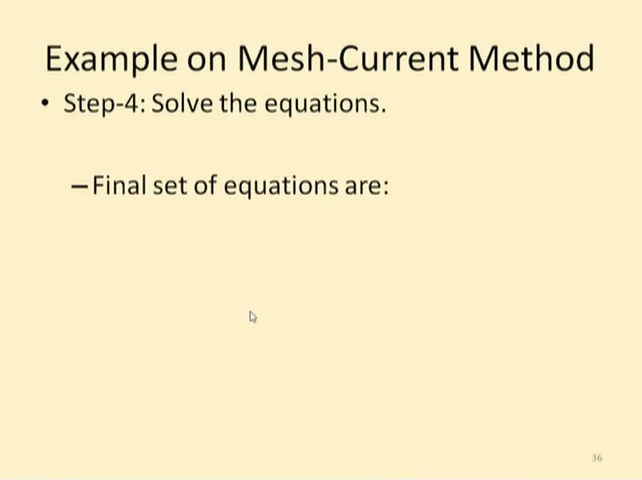 Example on Mesh-Current Method
• Step-4: Solve the equations.
– Final set of equations are:
36